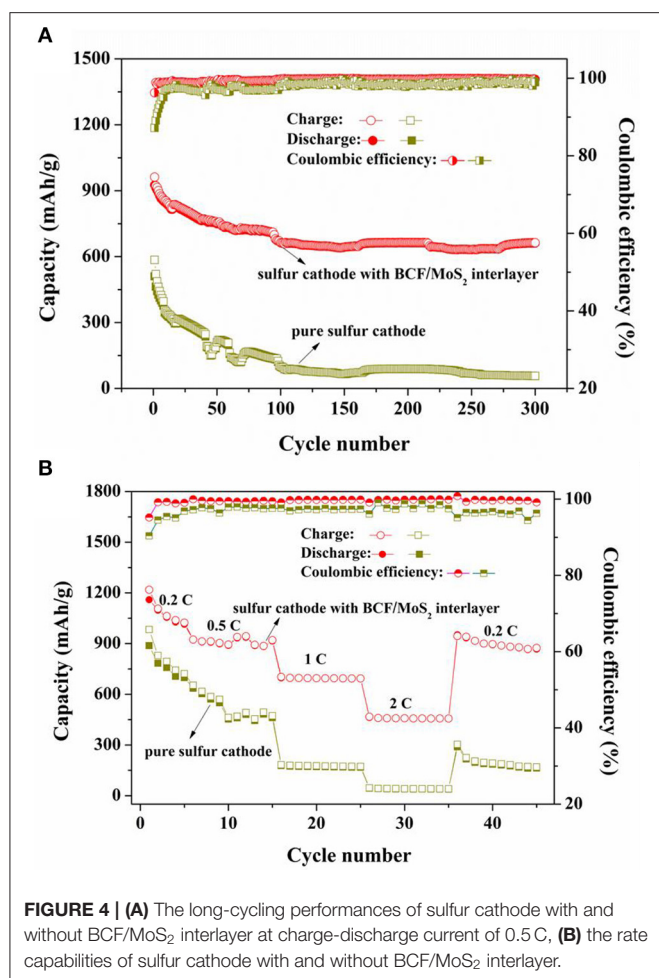 A
1500
1200
900
600
300
0
Capacity (mAh/g)
100
80
60
40
20
Coulombic efficiency (%)
Charge:
Discharge:
Coulombic efficiency:
sulfur cathode with BCF/MoS₂ interlayer
pure sulfur cathode
0 50 100 150 200 250 300
Cycle number
B
1800
1500
1200
900
600
300
0
Capacity (mAh/g)
100
80
60
40
20
Coulombic efficiency (%)
Charge:
Discharge:
Coulombic efficiency:
0.2 C
0.5 C
sulfur cathode with BCF/MoS₂ interlayer
1 C
2 C
0.2 C
pure sulfur cathode
0 10 20 30 40
Cycle number
FIGURE 4 | (A) The long-cycling performances of sulfur cathode with and
without BCF/MoS₂ interlayer at charge-discharge current of 0.5 C, (B) the rate
capabilities of sulfur cathode with and without BCF/MoS₂ interlayer.